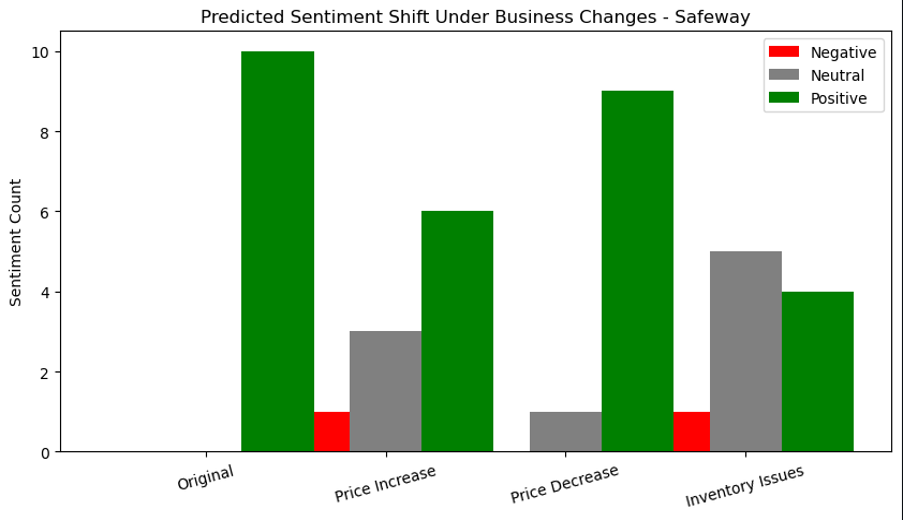 Predicted Sentiment Shift Under Business Changes - Safeway
Negative
Neutral
Positive
Sentiment Count
10
8
6
4
2
0
Original
Price Increase
Price Decrease
Inventory Issues